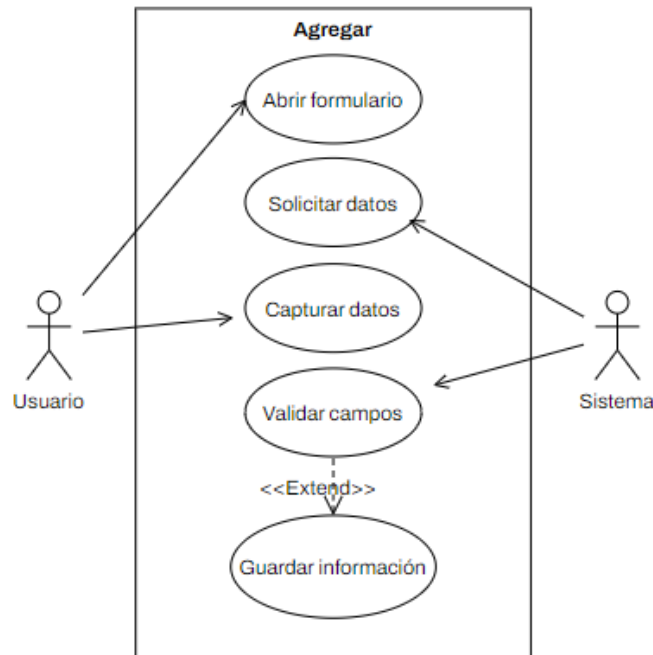 Agregar
Abrir formulario
Solicitar datos
Capturar datos
Usuario
Sistema
Validar campos
<<Extend>>
Guardar información